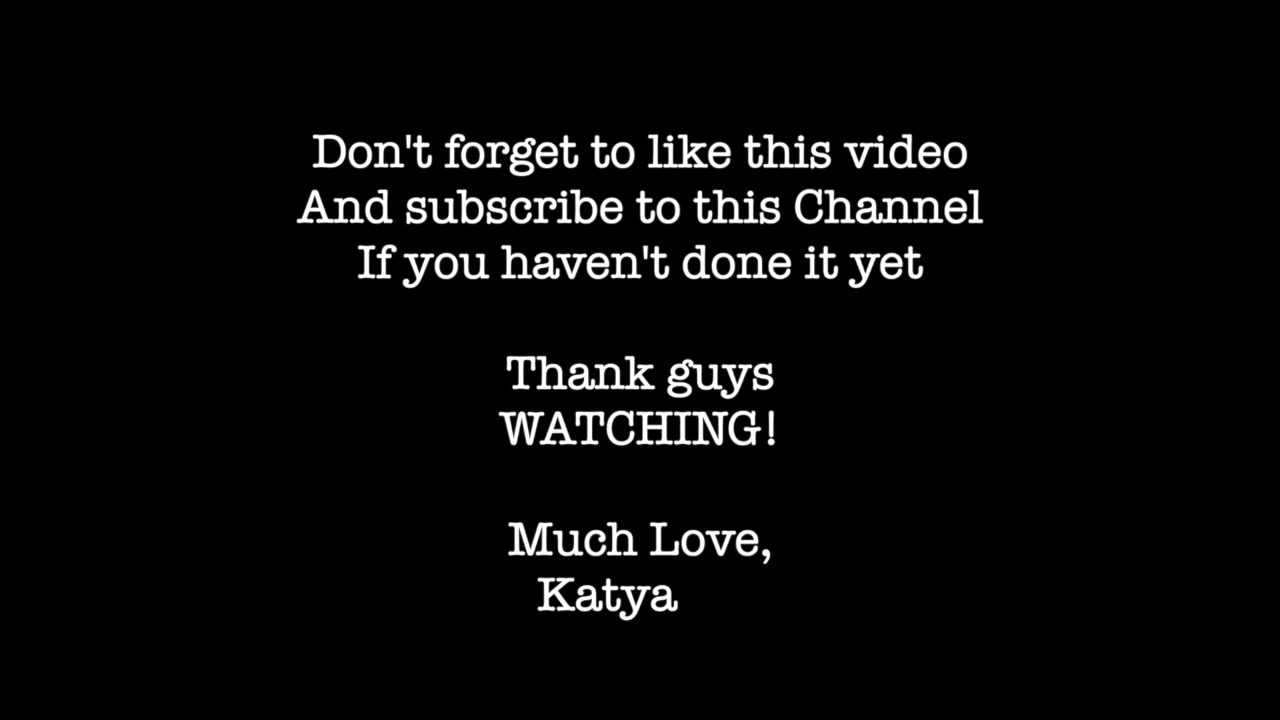 Don't forget to like this video
And subscribe to this Channel
If you haven't done it yet
Thank guys
WATCHING!
Much Love,
Katya